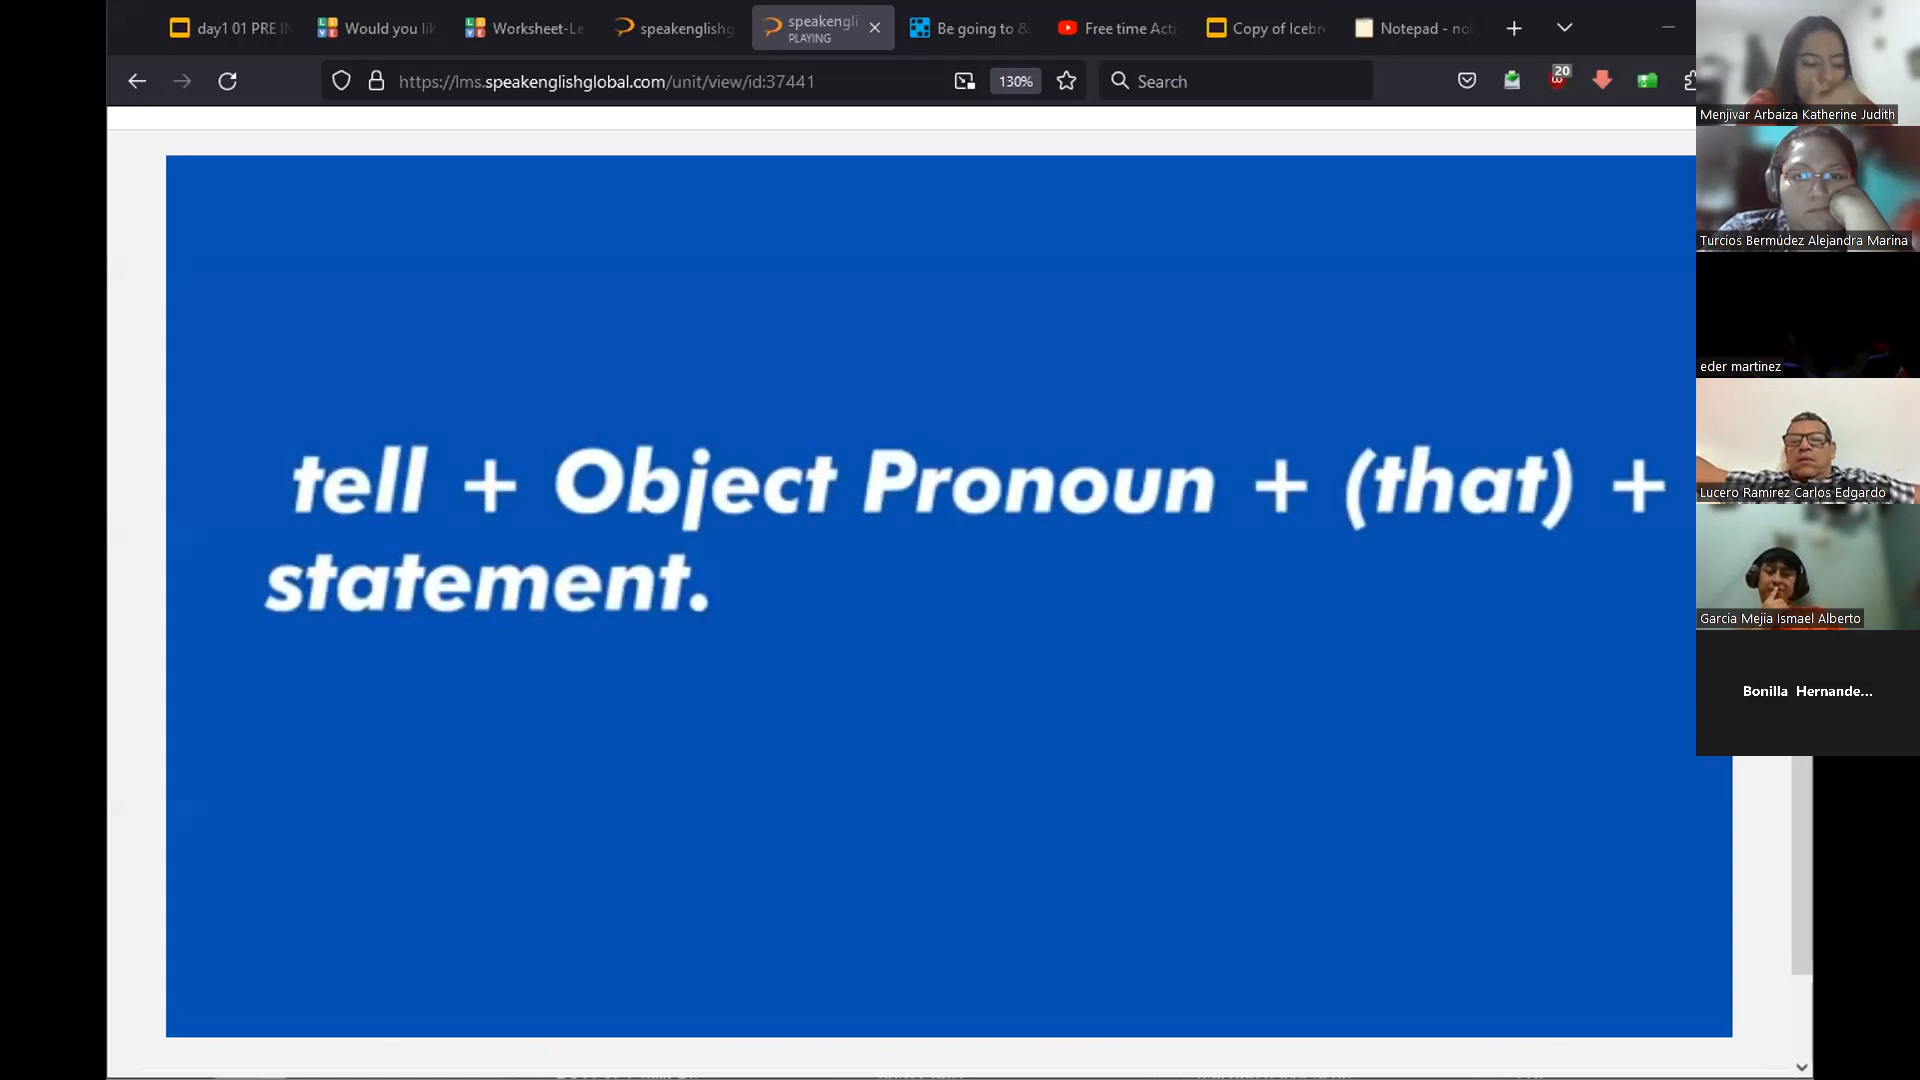 day1 01 PRE I
Would you lik
Worksheet-Le
speakenglishg
speakengli
PLAYING
Be going to &
Free time Act
Copy of Icebr
Notepad - no
https://lms.speakenglishglobal.com/unit/view/id:37441
130%
Search
20
tell + Object Pronoun + (that) +
statement.
Menjivar Arbaiza Katherine Judith
Turcios Bermúdez Alejandra Marina
eder martinez
Lucero Ramirez Carlos Edgardo
Garcia Mejia Ismael Alberto
Bonilla Hernande...